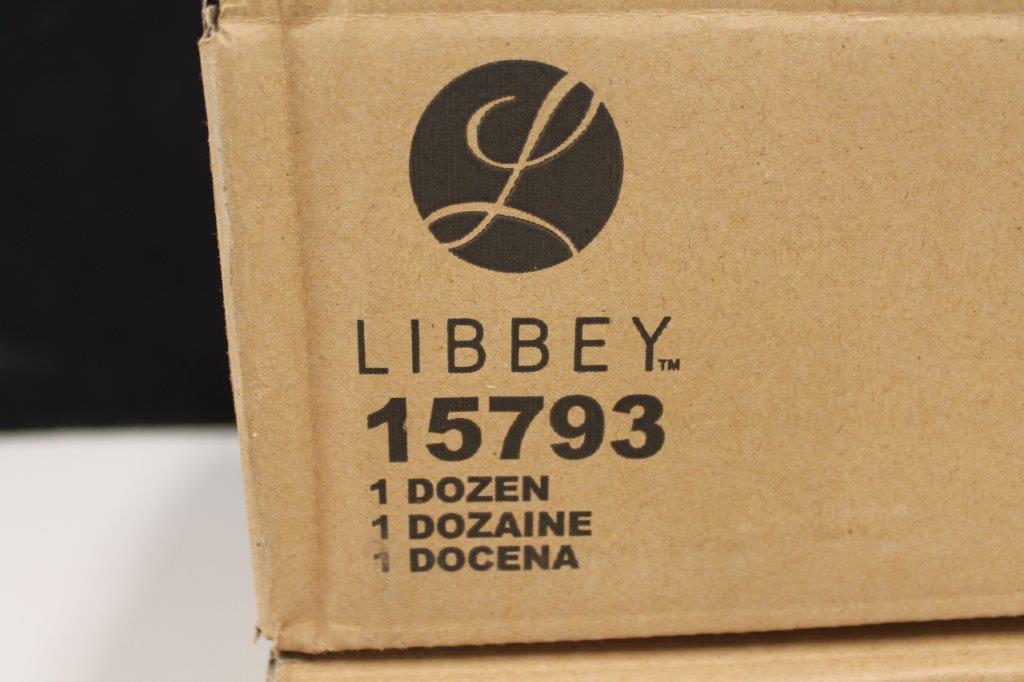 LIBBEY™
15793
1 DOZEN
1 DOZAINE
1 DOCENA